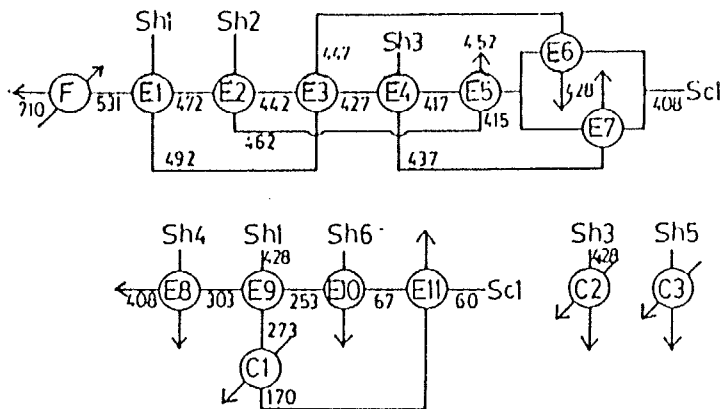 Sh1 Sh2 447 Sh3 452 E6
F E1 E2 E3 E4 E5 428 Sc1
710 531 472 442 427 417 415 E7 408
462
492 437
Sh4 Sh1 Sh6 Sh3 Sh5
428 428
E8 E9 E10 E11 Sc1 C2 C3
408 303 253 67 60
273
C1
170